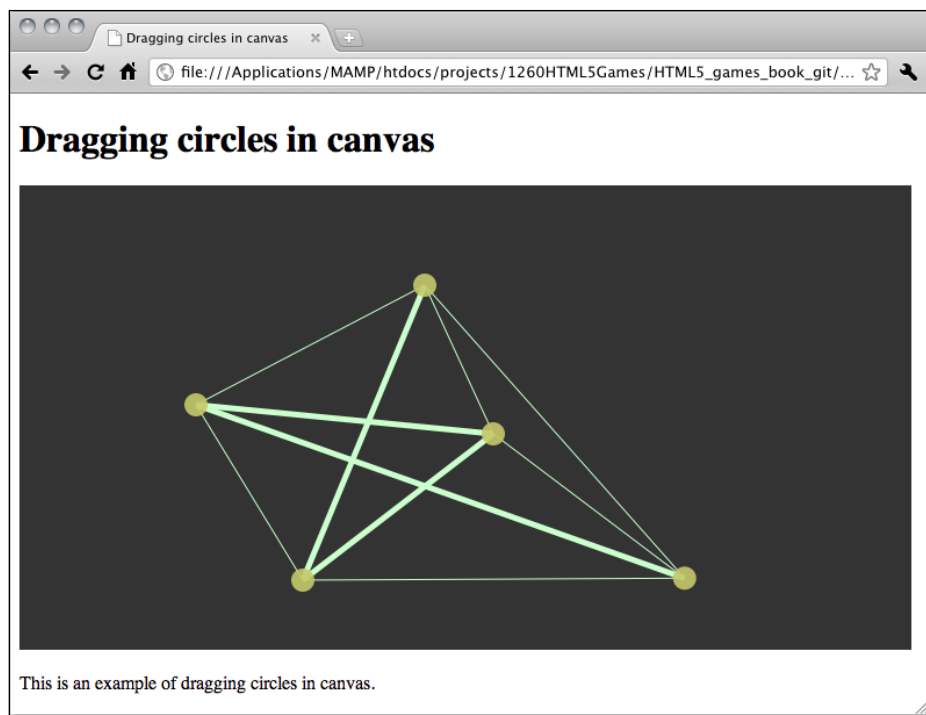 Dragging circles in canvas
file:///Applications/MAMP/htdocs/projects/1260HTML5Games/HTML5_games_book_git/...
Dragging circles in canvas
This is an example of dragging circles in canvas.